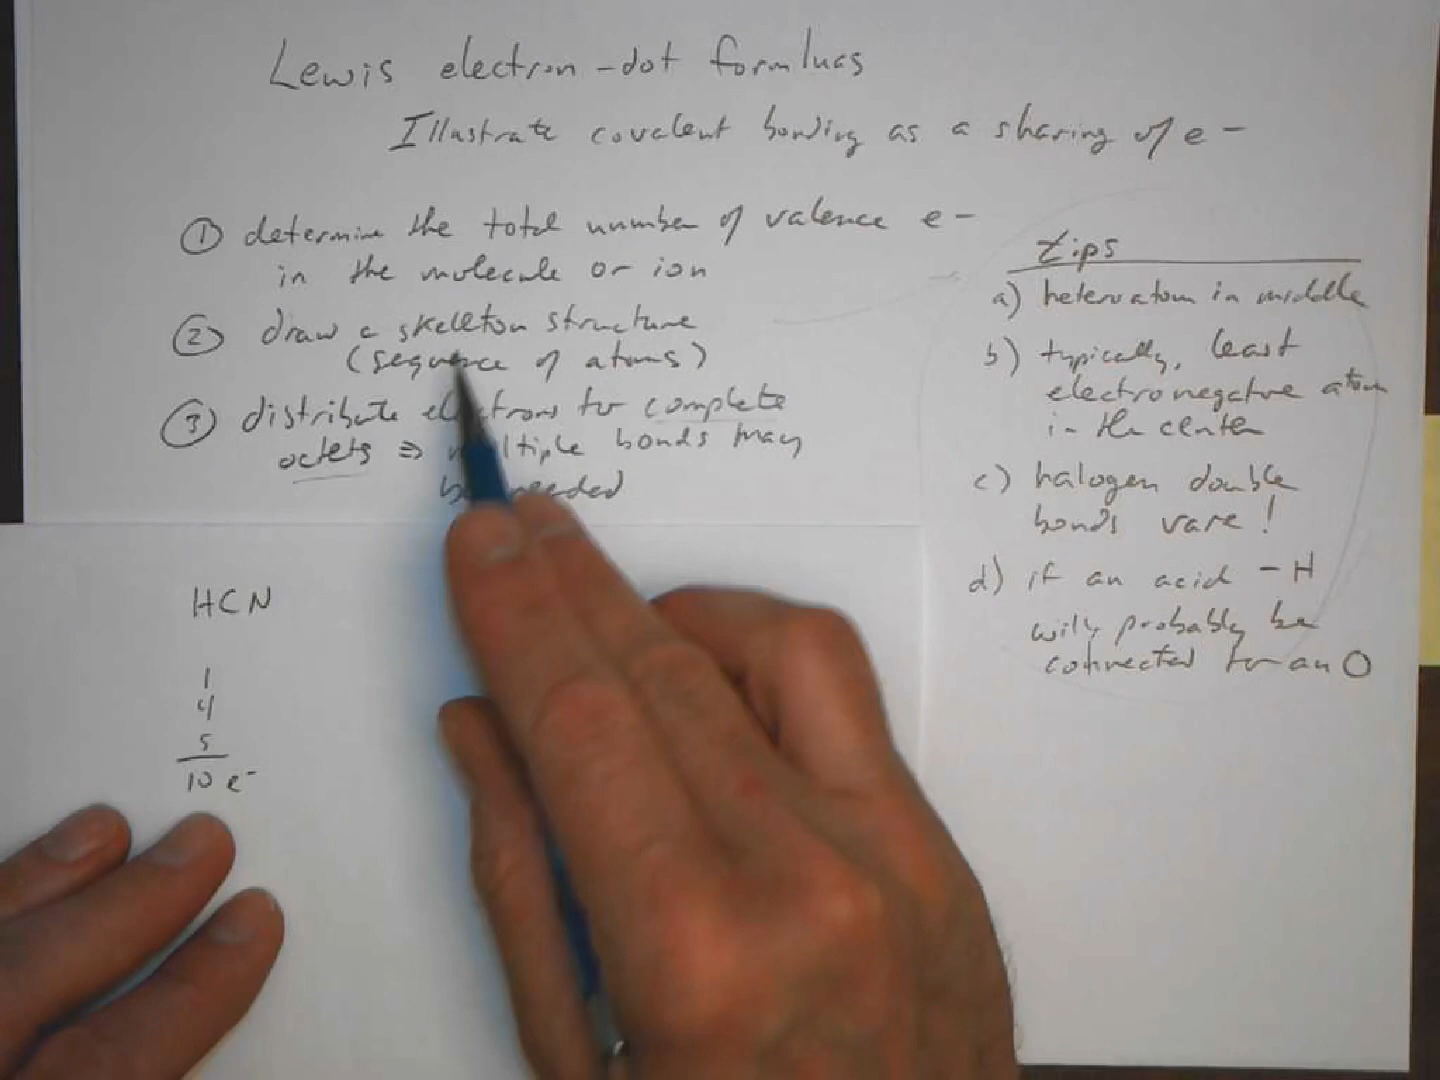 Lewis electron-dot formluas
Illustrate covalent bonding as a sharing of e-
① determine the total number of valence e-
in the molecule or ion
② draw a skeleton structure
(sequence of atoms)
③ distribute electrons to complete
octets ⇒ multiple bonds may
be needed
tips
a) heteroatom in middle
b) typically, least
electronegative atom
in the center
c) halogen double
bonds rare!
d) if an acid -H
will probably be
connected to an O
HCN
1
4
5
10 e-